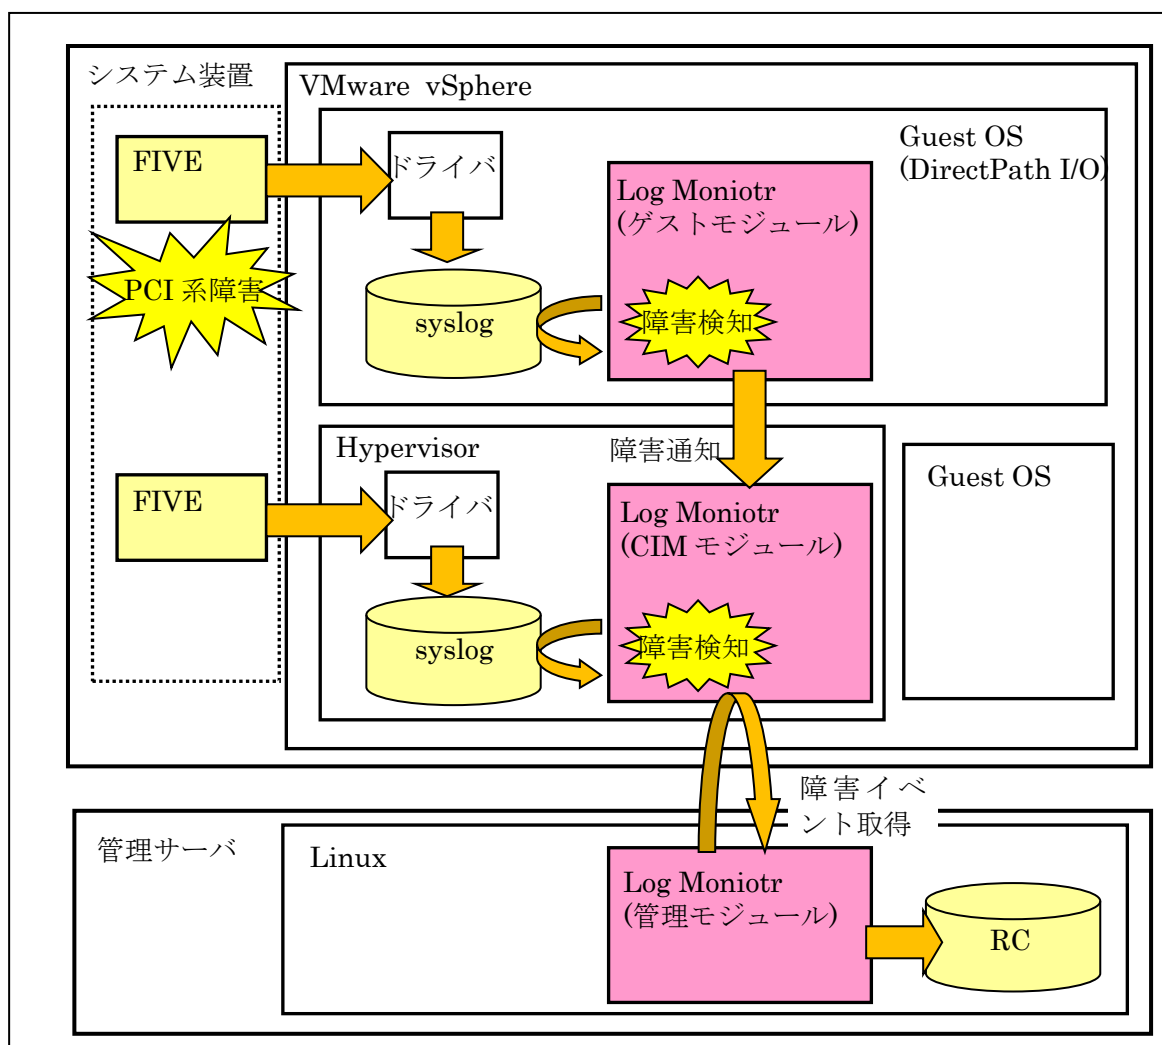 システム装置
VMware vSphere
Guest OS
(DirectPath I/O)
FIVE
ドライバ
Log Moniotr
(ゲストモジュール)
PCI 系障害
syslog
障害検知
Hypervisor
障害通知
Guest OS
FIVE
ドライバ
Log Moniotr
(CIM モジュール)
syslog
障害検知
障害イベ
ント取得
管理サーバ
Linux
Log Moniotr
(管理モジュール)
RC